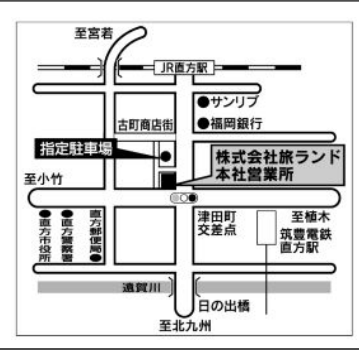 至宮若
JR直方駅
●サンリブ
●福岡銀行
古町商店街
指定駐車場
株式会社旅ランド
本社営業所
至小竹
津田町
交差点
至植木
筑豊電鉄
直方駅
●直方市役所
●直方警察署
直方郵便局●
遠賀川
日の出橋
至北九州